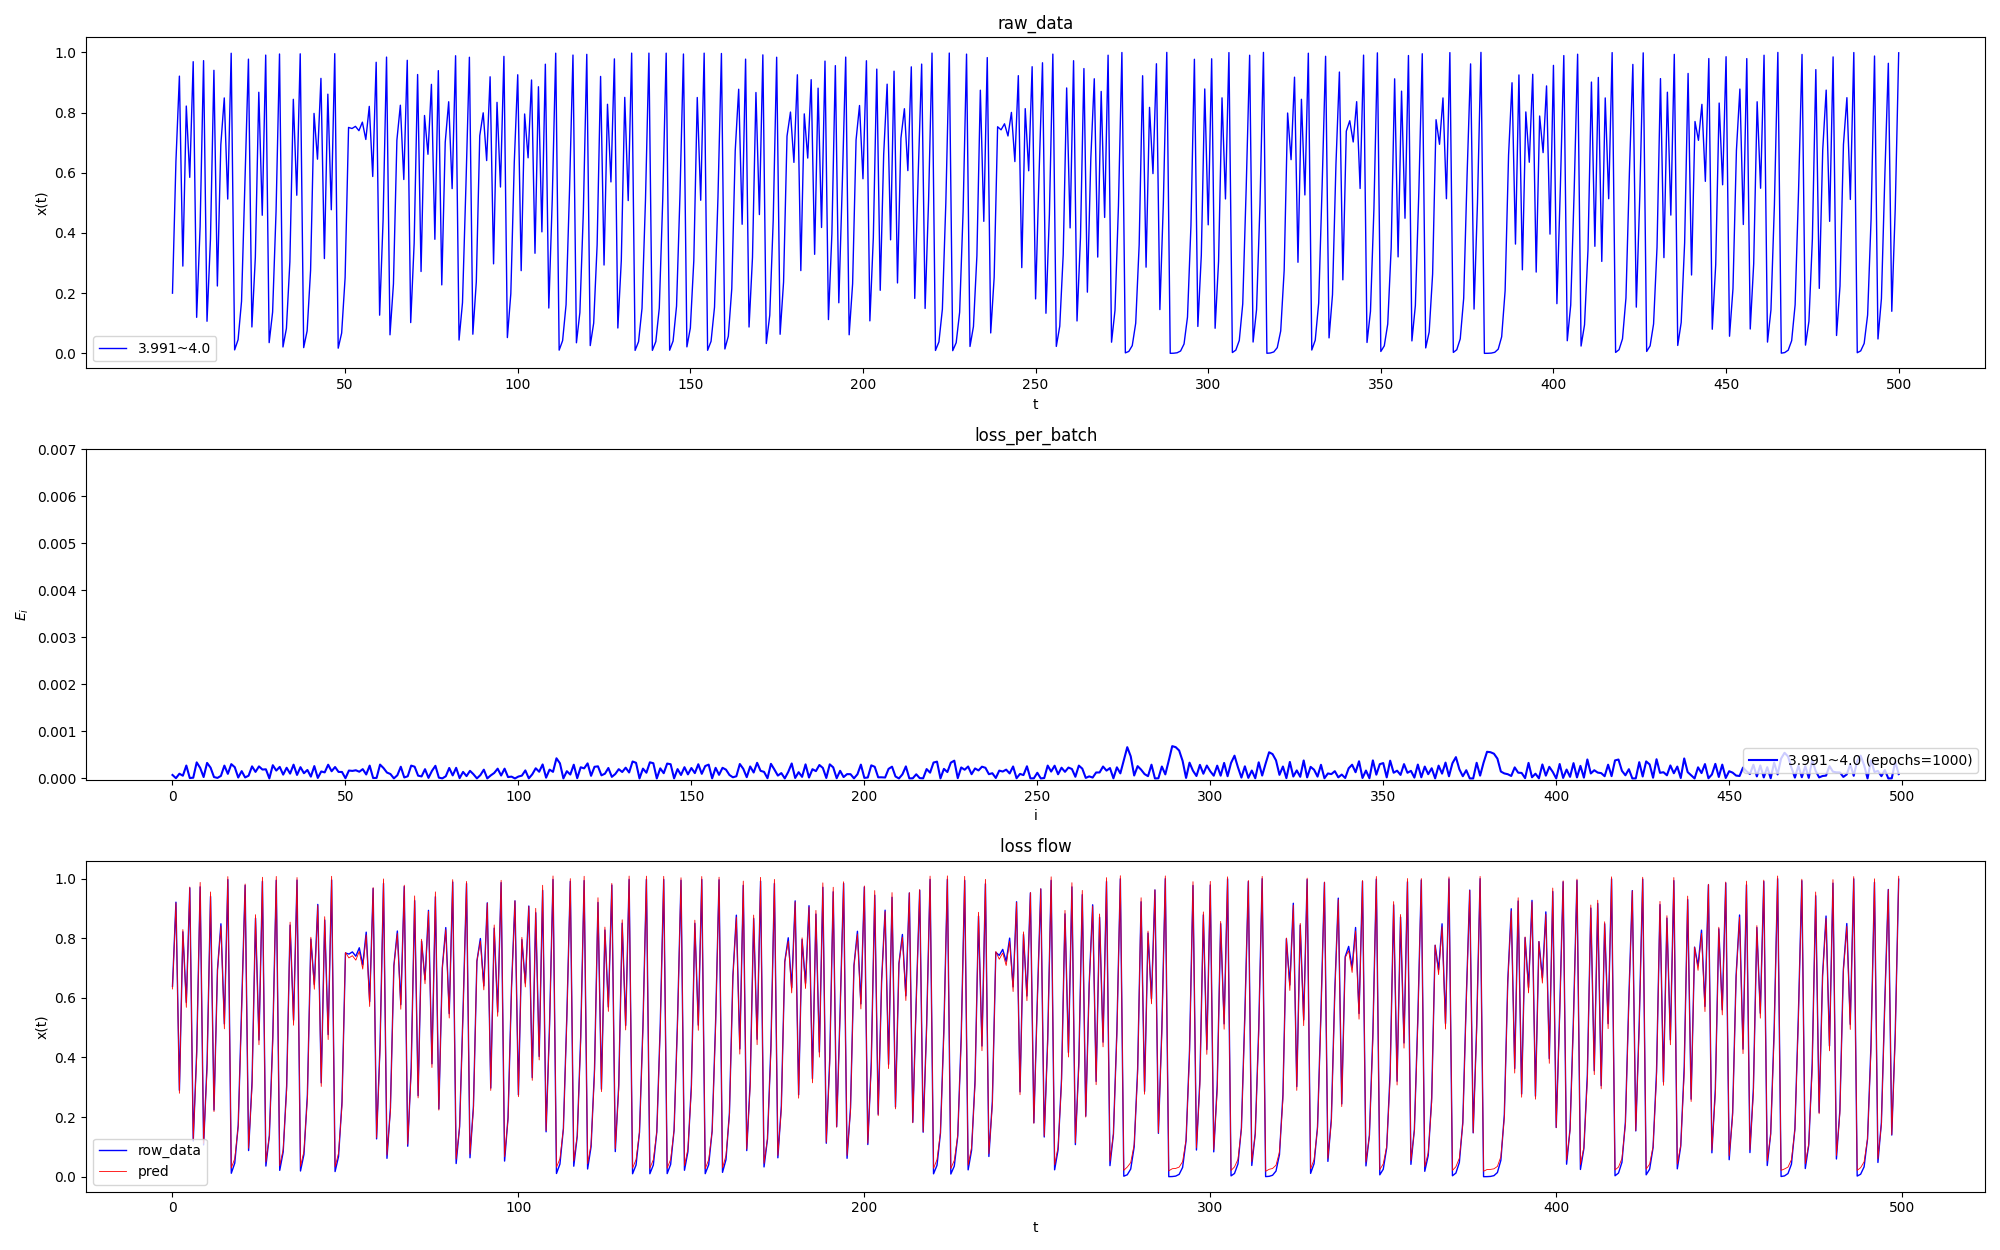 raw_data
1.0
0.8
0.6
0.4
0.2
0.0
x(t)
3.991~4.0
50 100 150 200 250 300 350 400 450 500
t
loss_per_batch
0.007
0.006
0.005
0.004
0.003
0.002
0.001
0.000
E_i
3.991~4.0 (epochs=1000)
0 50 100 150 200 250 300 350 400 450 500
i
loss flow
1.0
0.8
0.6
0.4
0.2
0.0
x(t)
row_data
pred
0 100 200 300 400 500
t